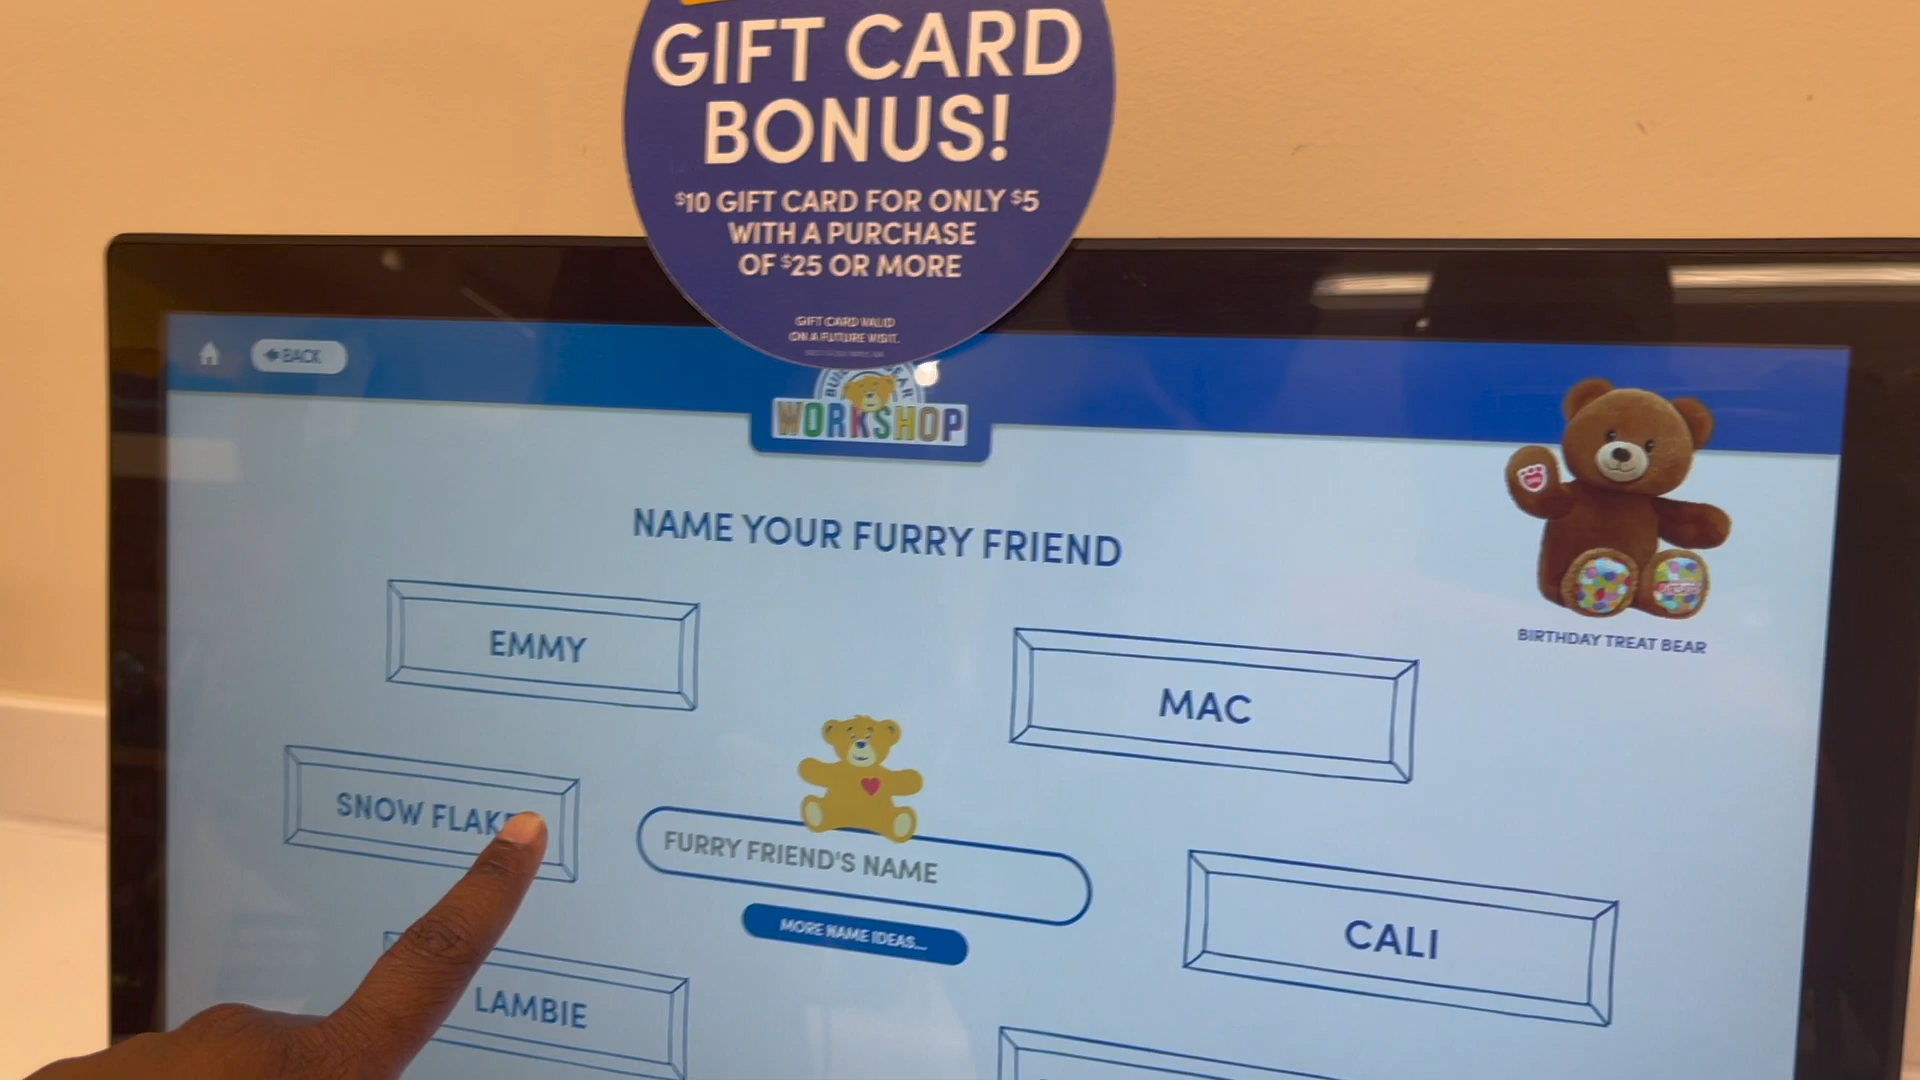 GIFT CARD
BONUS!
$10 GIFT CARD FOR ONLY $5
WITH A PURCHASE
OF $25 OR MORE
GIFT CARD VALID
ON A FUTURE VISIT.
BACK
WORKSHOP
NAME YOUR FURRY FRIEND
BIRTHDAY TREAT BEAR
EMMY
MAC
SNOW FLAKE
FURRY FRIEND'S NAME
MORE NAME IDEAS...
CALI
LAMBIE